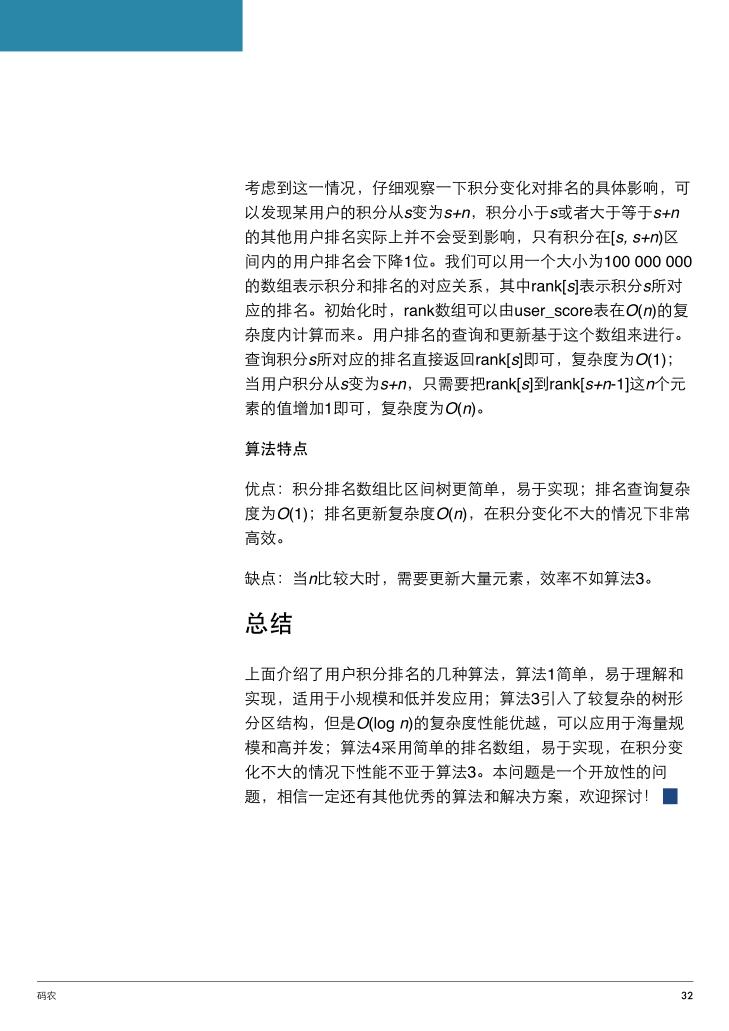 考虑到这一情况，仔细观察一下积分变化对排名的具体影响，可
以发现某用户的积分从s变为s+n，积分小于s或者大于等于s+n
的其他用户排名实际上并不会受到影响，只有积分在[s, s+n)区
间内的用户排名会下降1位。我们可以用一个大小为100 000 000
的数组表示积分和排名的对应关系，其中rank[s]表示积分s所对
应的排名。初始化时，rank数组可以由user_score表在O(n)的复
杂度内计算而来。用户排名的查询和更新基于这个数组来进行。
查询积分s所对应的排名直接返回rank[s]即可，复杂度为O(1)；
当用户积分从s变为s+n，只需要把rank[s]到rank[s+n-1]这n个元
素的值增加1即可，复杂度为O(n)。
算法特点
优点：积分排名数组比区间树更简单，易于实现；排名查询复杂
度为O(1)；排名更新复杂度O(n)，在积分变化不大的情况下非常
高效。
缺点：当n比较大时，需要更新大量元素，效率不如算法3。
总结
上面介绍了用户积分排名的几种算法，算法1简单，易于理解和
实现，适用于小规模和低并发应用；算法3引入了较复杂的树形
分区结构，但是O(log n)的复杂度性能优越，可以应用于海量规
模和高并发；算法4采用简单的排名数组，易于实现，在积分变
化不大的情况下性能不亚于算法3。本问题是一个开放性的问
题，相信一定还有其他优秀的算法和解决方案，欢迎探讨！
码农
32